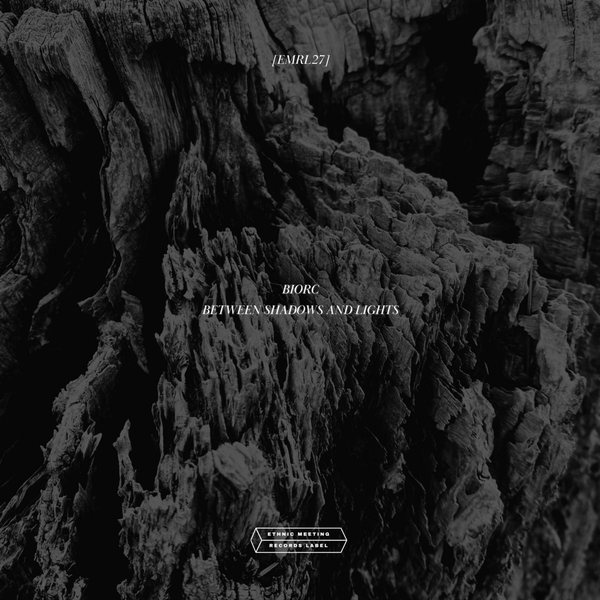 [EMRL27]
BIORC
BETWEEN SHADOWS AND LIGHTS
ETHNIC MEETING
RECORDS LABEL